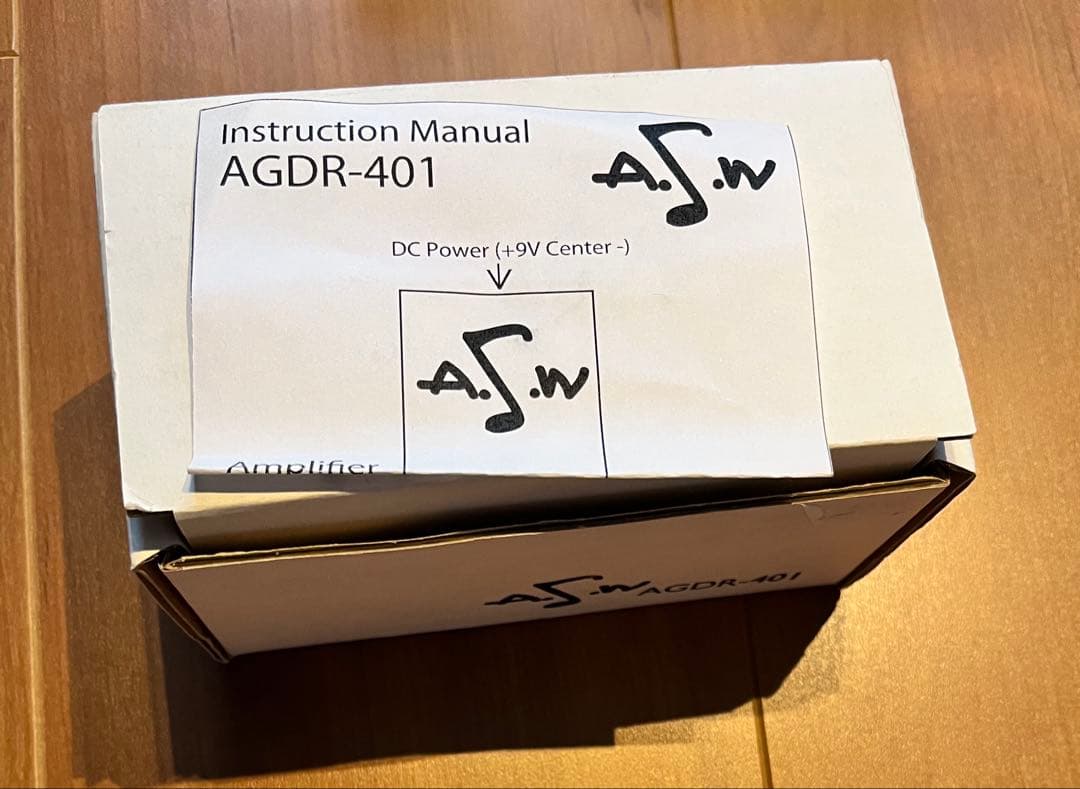 Instruction Manual
AGDR-401
A.S.W
DC Power (+9V Center -)
A.S.W
Amplifier
A.S.W AGDR-401